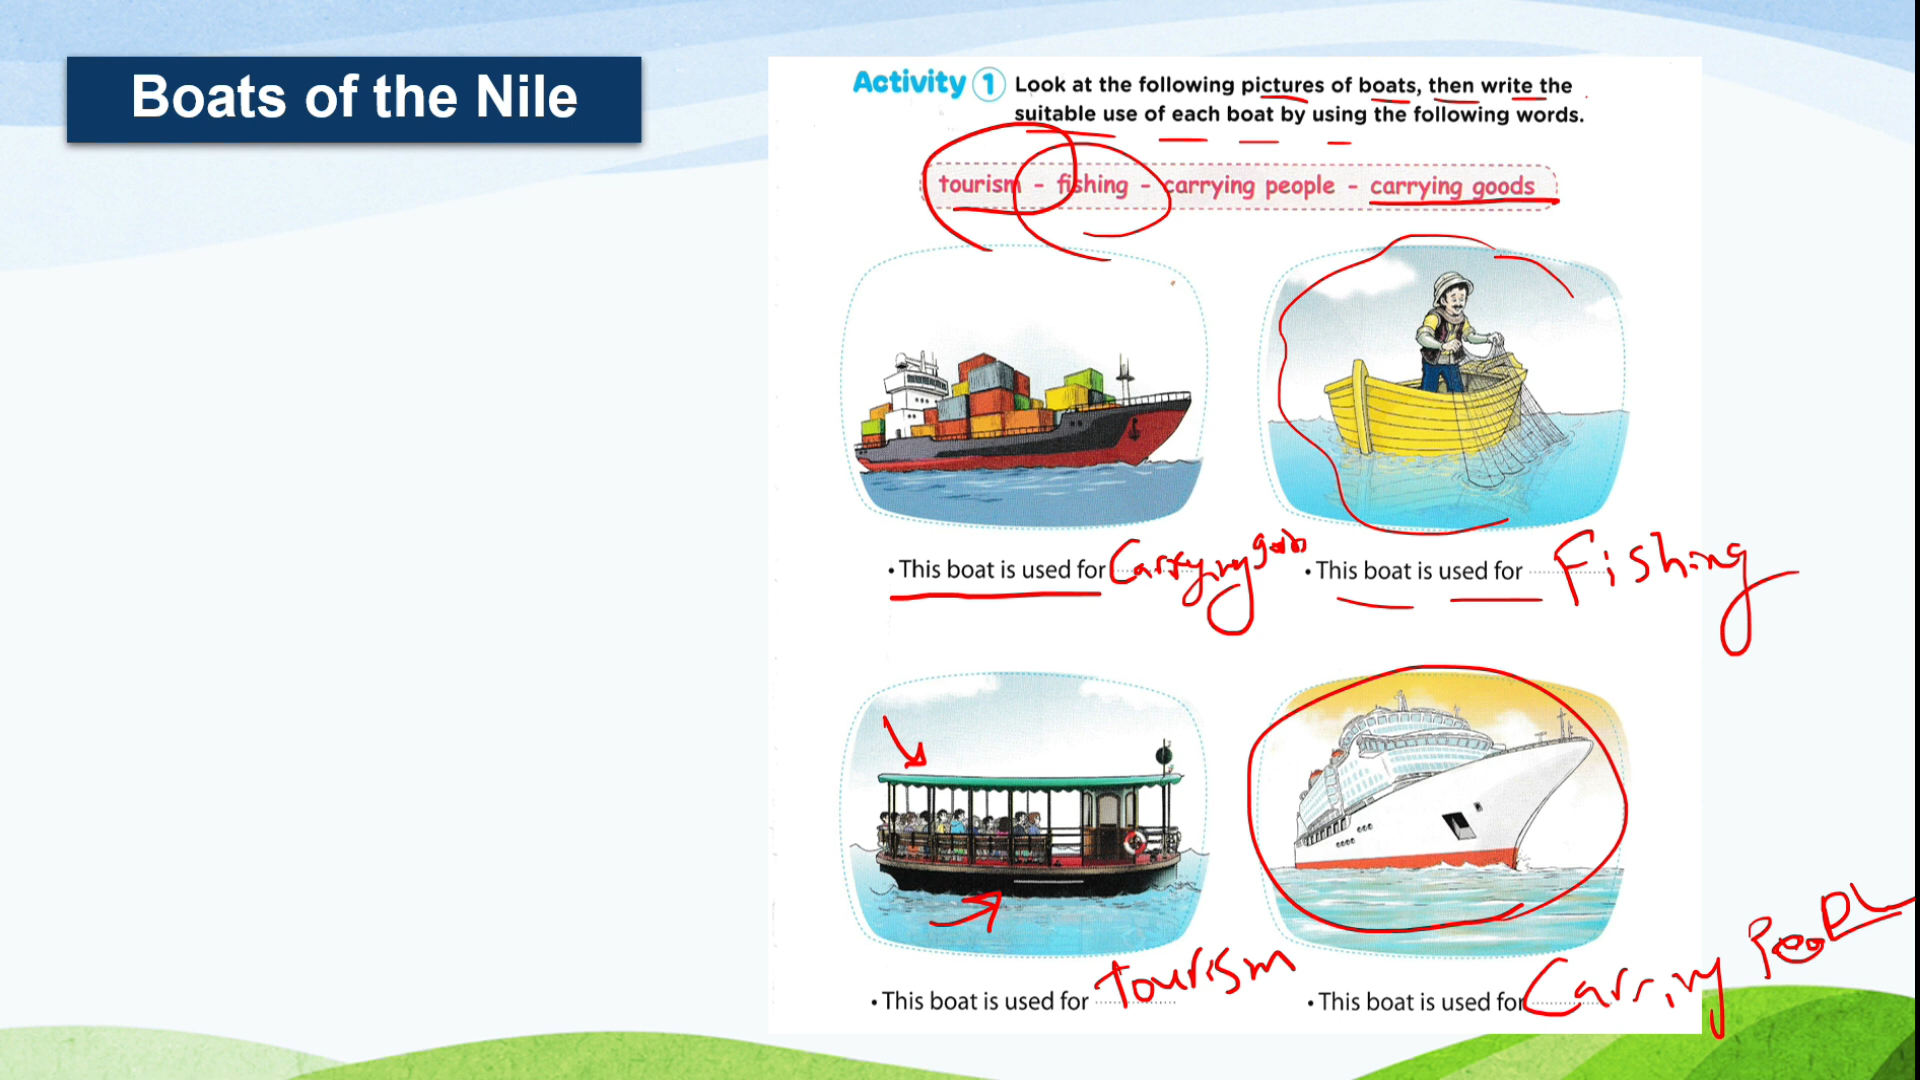 Boats of the Nile
Activity 1 Look at the following pictures of boats, then write the
suitable use of each boat by using the following words.
tourism - fishing - carrying people - carrying goods
• This boat is used for Carrying
• This boat is used for Fishing
• This boat is used for tourism
• This boat is used for Carrying